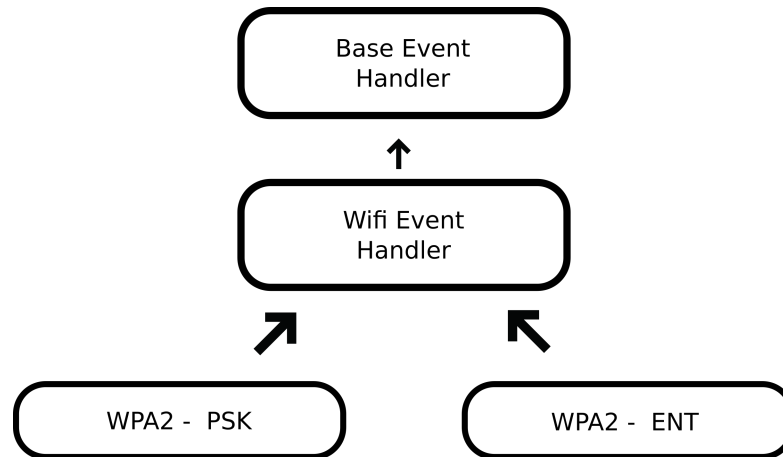 Base Event
Handler
Wifi Event
Handler
WPA2 -  PSK
WPA2 -  ENT